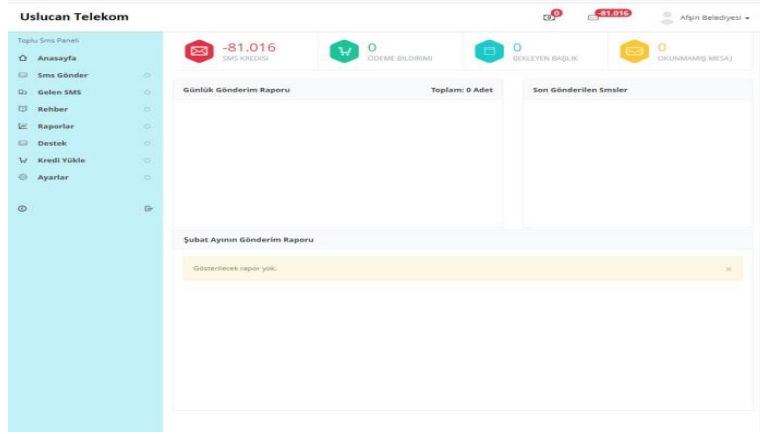 Uslucan Telekom
0
-81.016
Afşin Belediyesi
Toplu Sms Paneli
Anasayfa
Sms Gönder
Gelen SMS
Rehber
Raporlar
Destek
Kredi Yükle
Ayarlar
-81.016
SMS KREDİSİ
0
ÖDEME BİLDİRİMİ
0
BEKLEYEN BAŞLIK
0
OKUNMAMIŞ MESAJ
Günlük Gönderim Raporu
Toplam: 0 Adet
Son Gönderilen Smsler
Şubat Ayının Gönderim Raporu
Gösterilecek rapor yok.
×